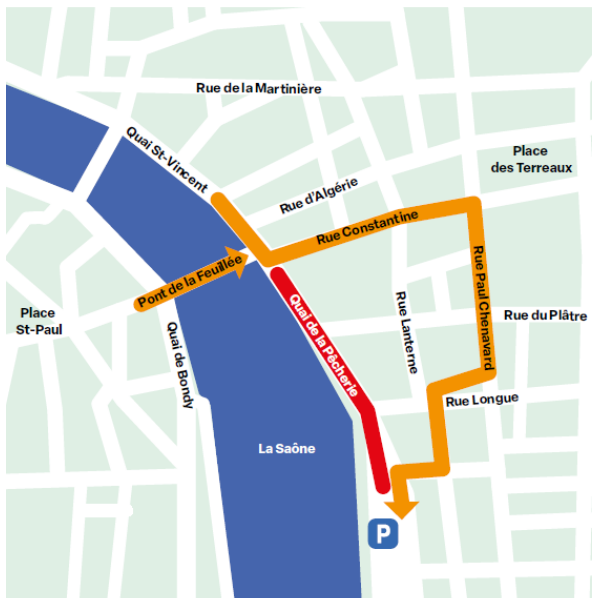 Rue de la Martinière
Quai St-Vincent
Place
des Terreaux
Rue d'Algérie
Rue Constantine
Pont de la Feuillée
Rue Paul Chenavard
Place
St-Paul
Quai de Bondy
Quai de la Pêcherie
Rue Lanterne
Rue du Plâtre
Rue Longue
La Saône
P